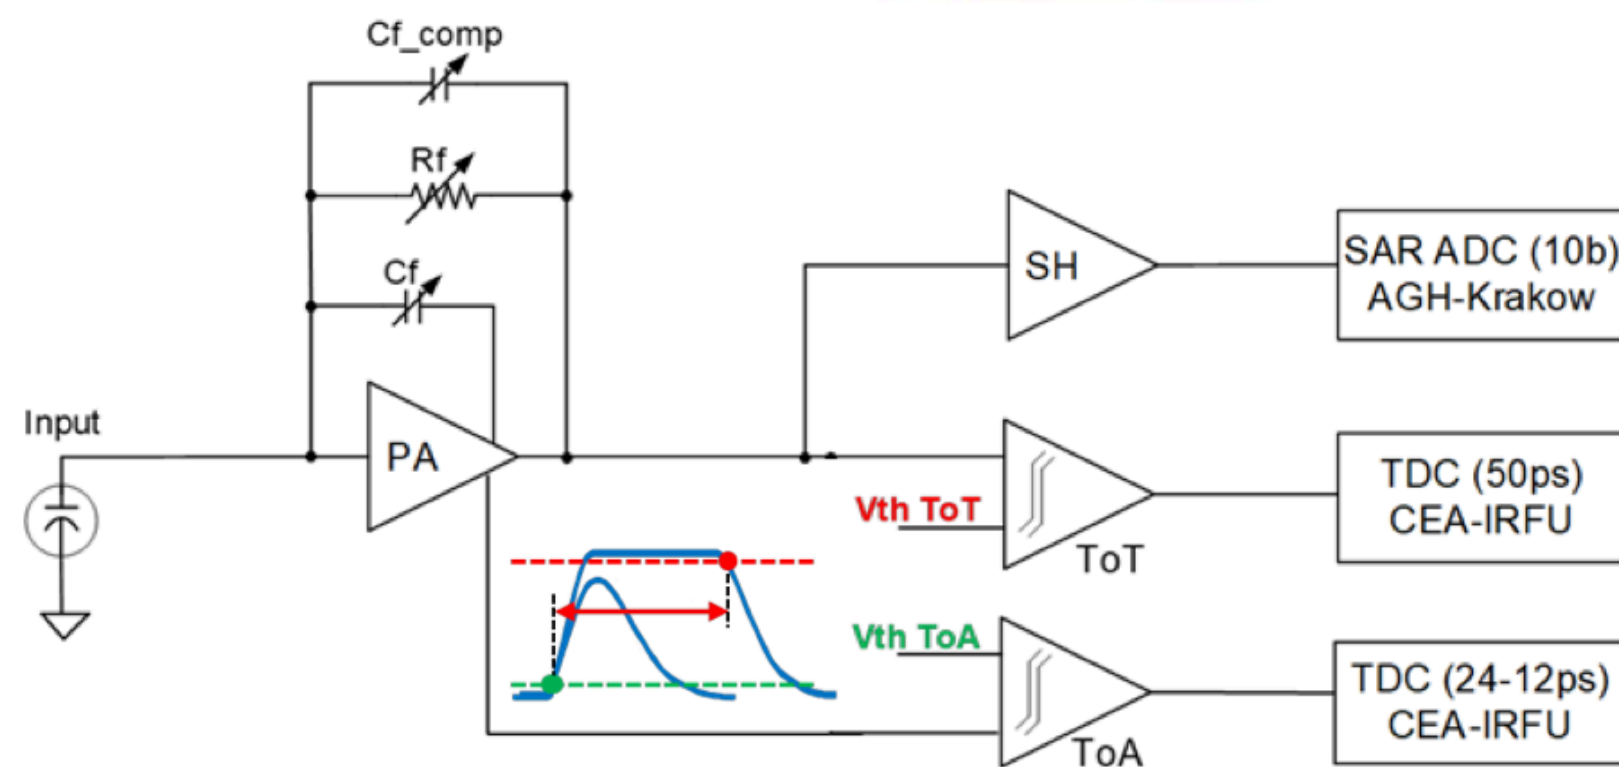 Cf_comp
Rf
Cf
Input
PA
SH
SAR ADC (10b)
AGH-Krakow
Vth ToT
ToT
TDC (50ps)
CEA-IRFU
Vth ToA
ToA
TDC (24-12ps)
CEA-IRFU